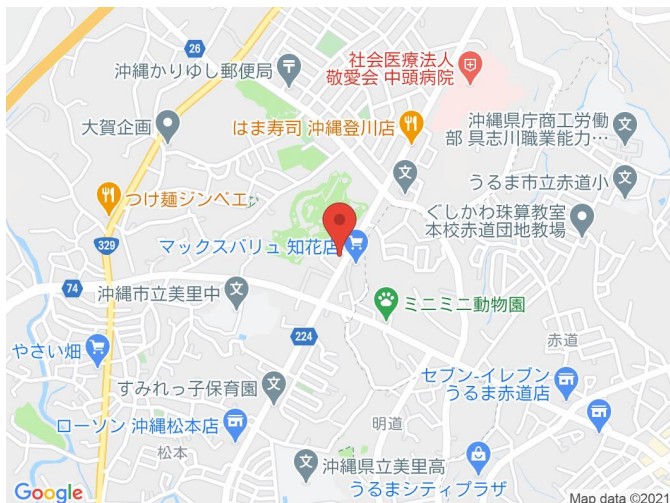 26
沖縄かりゆし郵便局
社会医療法人
敬愛会 中頭病院
大賀企画
はま寿司 沖縄登川店
沖縄県庁商工労働
部 具志川職業能力…
つけ麺ジンベエ
うるま市立赤道小
329
ぐしかわ珠算教室
本校赤道団地教場
マックスバリュ 知花店
74
沖縄市立美里中
ミニミニ動物園
224
やさい畑
赤道
すみれっ子保育園
セブン-イレブン
うるま赤道店
ローソン 沖縄松本店
松本
明道
沖縄県立美里高
うるまシティプラザ
Google
Map data ©2021